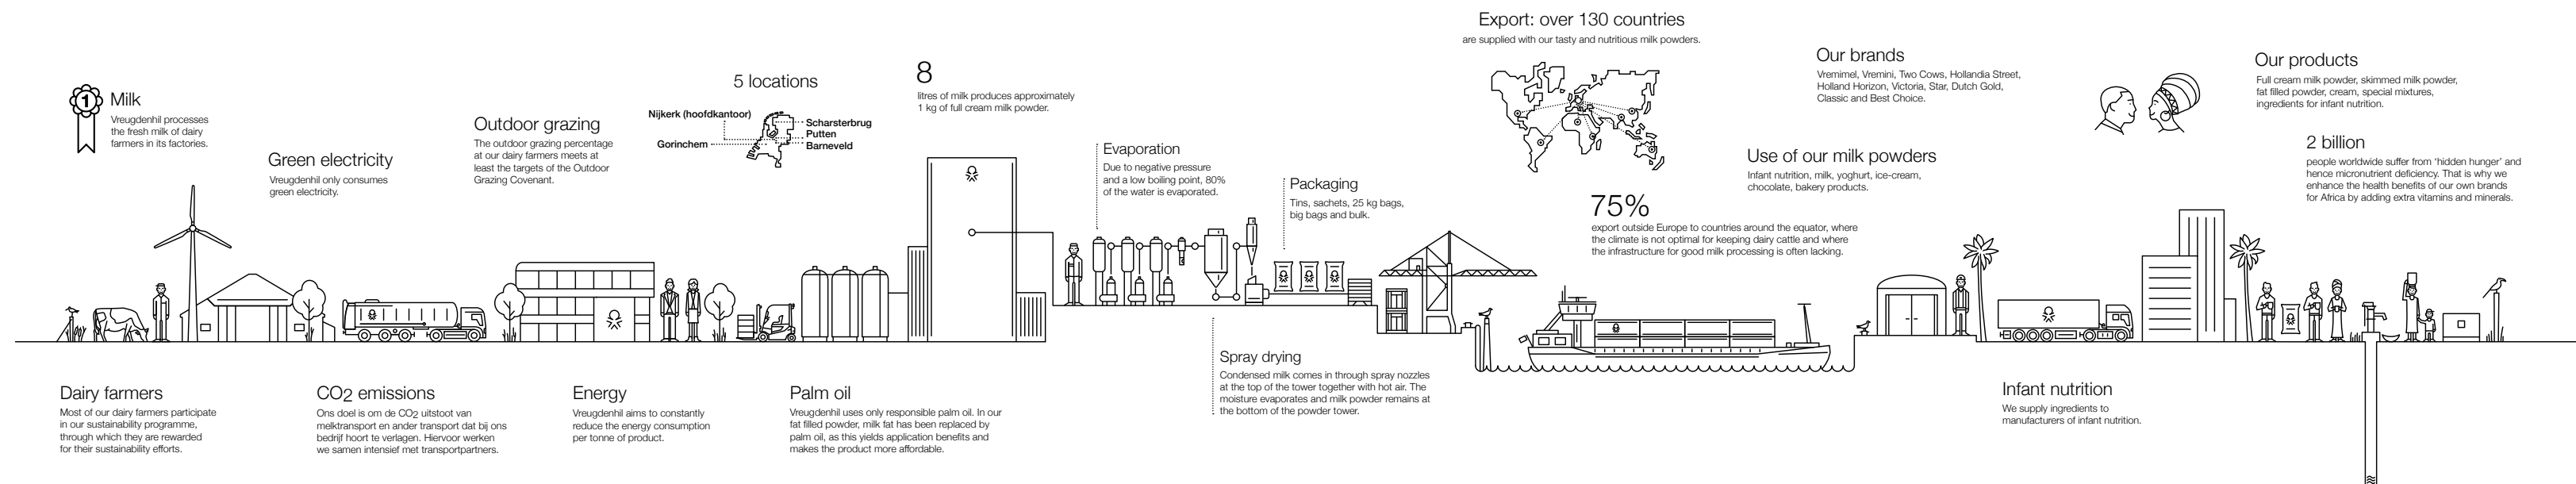 1
Milk
Vreugdenhil processes
the fresh milk of dairy
farmers in its factories.
Green electricity
Vreugdenhil only consumes
green electricity.
Outdoor grazing
The outdoor grazing percentage
at our dairy farmers meets at
least the targets of the Outdoor
Grazing Covenant.
5 locations
Nijkerk (hoofdkantoor)
Gorinchem
Scharsterbrug
Putten
Barneveld
8
litres of milk produces approximately
1 kg of full cream milk powder.
Evaporation
Due to negative pressure
and a low boiling point, 80%
of the water is evaporated.
Packaging
Tins, sachets, 25 kg bags,
big bags and bulk.
Export: over 130 countries
are supplied with our tasty and nutritious milk powders.
75%
export outside Europe to countries around the equator, where
the climate is not optimal for keeping dairy cattle and where
the infrastructure for good milk processing is often lacking.
Our brands
Vremimel, Vremini, Two Cows, Hollandia Street,
Holland Horizon, Victoria, Star, Dutch Gold,
Classic and Best Choice.
Use of our milk powders
Infant nutrition, milk, yoghurt, ice-cream,
chocolate, bakery products.
Our products
Full cream milk powder, skimmed milk powder,
fat filled powder, cream, special mixtures,
ingredients for infant nutrition.
2 billion
people worldwide suffer from ‘hidden hunger’ and
hence micronutrient deficiency. That is why we
enhance the health benefits of our own brands
for Africa by adding extra vitamins and minerals.
Dairy farmers
Most of our dairy farmers participate
in our sustainability programme,
through which they are rewarded
for their sustainability efforts.
CO2 emissions
Ons doel is om de CO2 uitstoot van
melktransport en ander transport dat bij ons
bedrijf hoort te verlagen. Hiervoor werken
we samen intensief met transportpartners.
Energy
Vreugdenhil aims to constantly
reduce the energy consumption
per tonne of product.
Palm oil
Vreugdenhil uses only responsible palm oil. In our
fat filled powder, milk fat has been replaced by
palm oil, as this yields application benefits and
makes the product more affordable.
Spray drying
Condensed milk comes in through spray nozzles
at the top of the tower together with hot air. The
moisture evaporates and milk powder remains at
the bottom of the powder tower.
Infant nutrition
We supply ingredients to
manufacturers of infant nutrition.